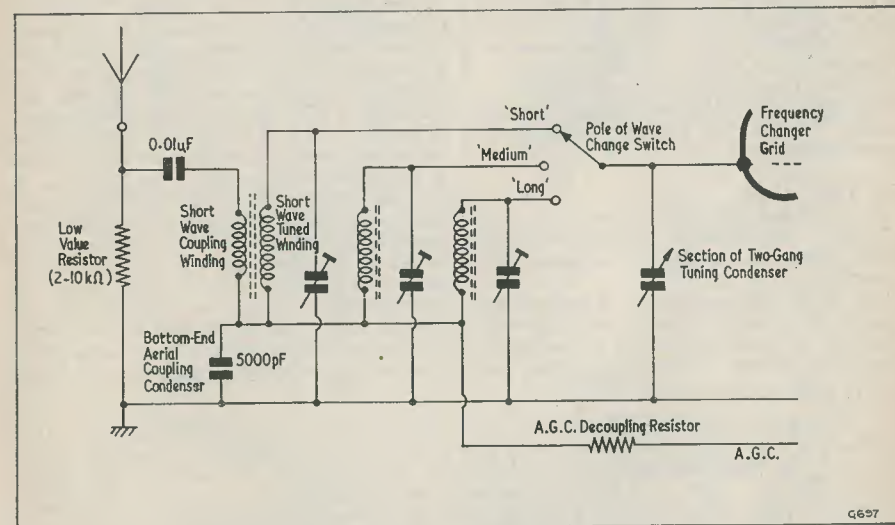 0·01µF
Low
Value
Resistor
(2-10kΩ)
Short
Wave
Coupling
Winding
Short
Wave
Tuned
Winding
Bottom-End
Aerial
Coupling
Condenser
5000pF
'Short'
'Medium'
'Long'
Pole of Wave
Change Switch
Frequency
Changer
Grid
Section of Two-Gang
Tuning Condenser
A.G.C. Decoupling Resistor
A.G.C.
G697